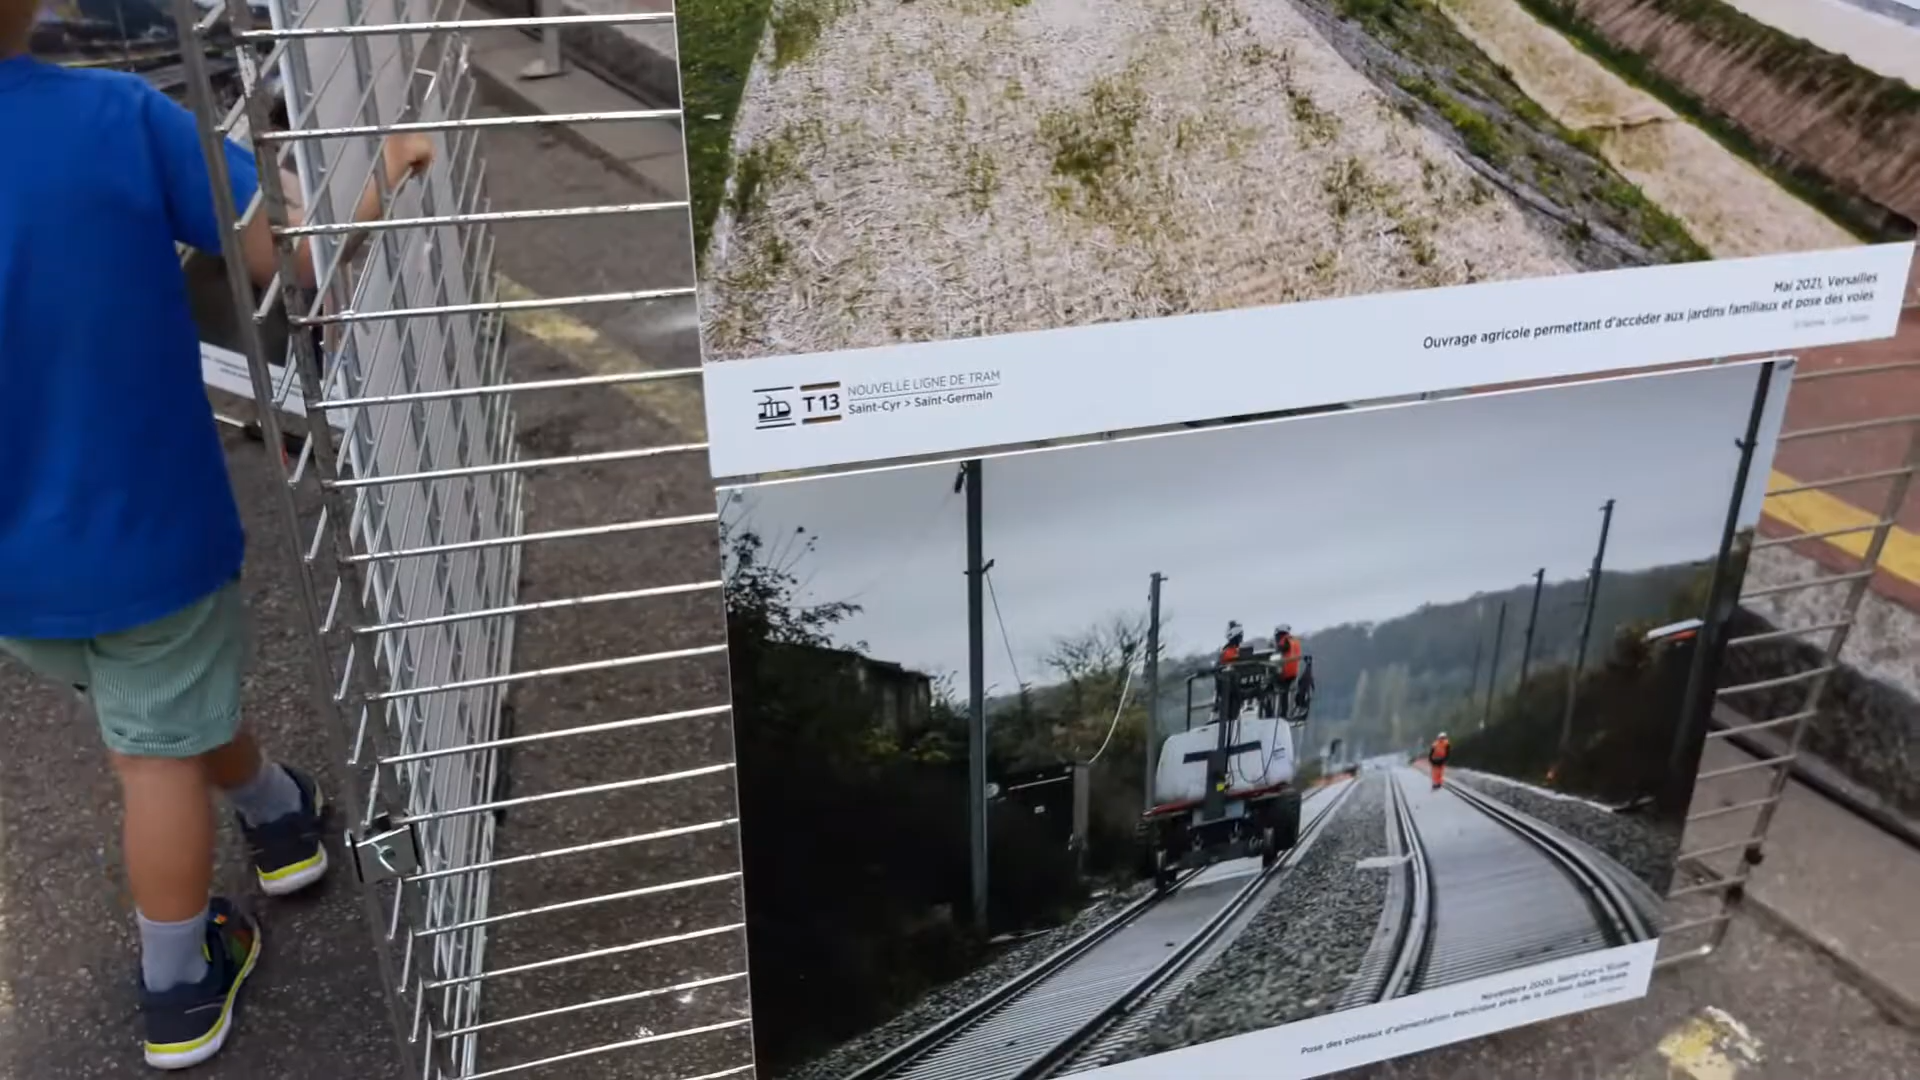 Mai 2021, Versailles
Ouvrage agricole permettant d'accéder aux jardins familiaux et pose des voies
T13
NOUVELLE LIGNE DE TRAM
Saint-Cyr > Saint-Germain
Novembre 2020, Saint-Cyr-L'École
Pose des poteaux d'alimentation électrique près de la station Allée Royale